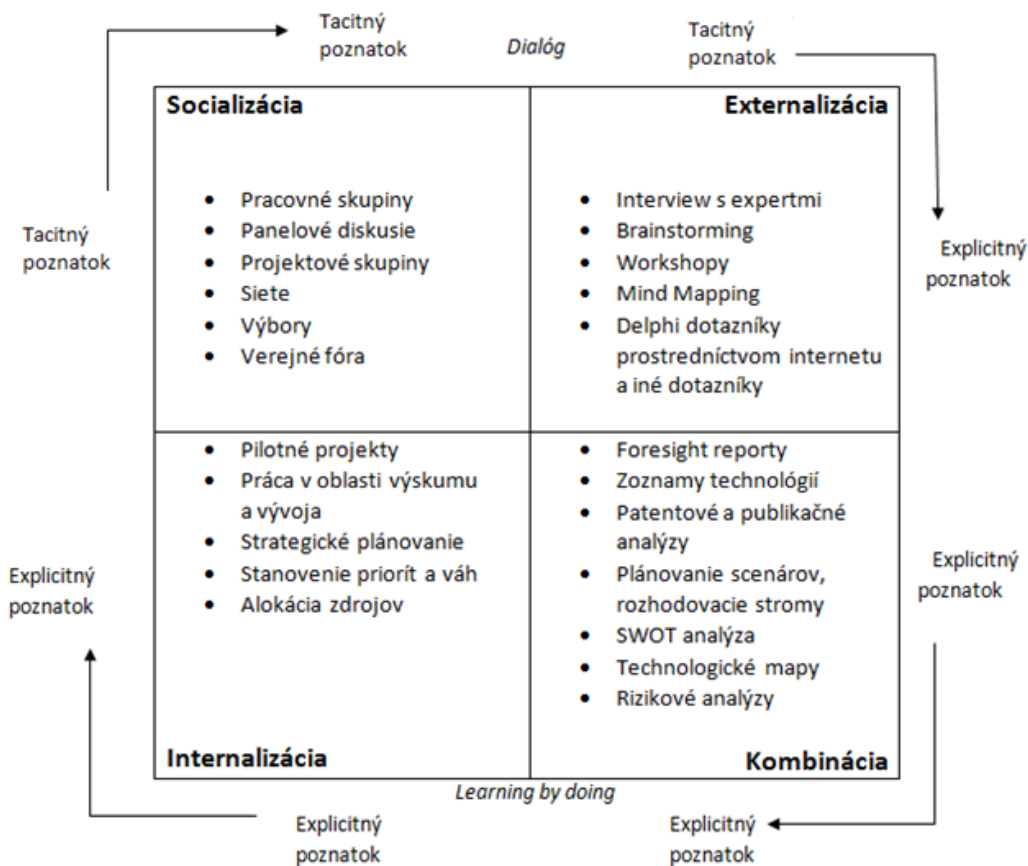 Tacitný
poznatok
Dialóg
Tacitný
poznatok
Socializácia
Externalizácia
Tacitný
poznatok
• Pracovné skupiny
• Panelové diskusie
• Projektové skupiny
• Siete
• Výbory
• Verejné fóra
• Interview s expertmi
• Brainstorming
• Workshopy
• Mind Mapping
• Delphi dotazníky
prostredníctvom internetu
a iné dotazníky
Explicitný
poznatok
Explicitný
poznatok
• Pilotné projekty
• Práca v oblasti výskumu
a vývoja
• Strategické plánovanie
• Stanovenie priorít a váh
• Alokácia zdrojov
Internalizácia
• Foresight reporty
• Zoznamy technológií
• Patentové a publikačné
analýzy
• Plánovanie scenárov,
rozhodovacie stromy
• SWOT analýza
• Technologické mapy
• Rizikové analýzy
Kombinácia
Explicitný
poznatok
Learning by doing
Explicitný
poznatok
Explicitný
poznatok